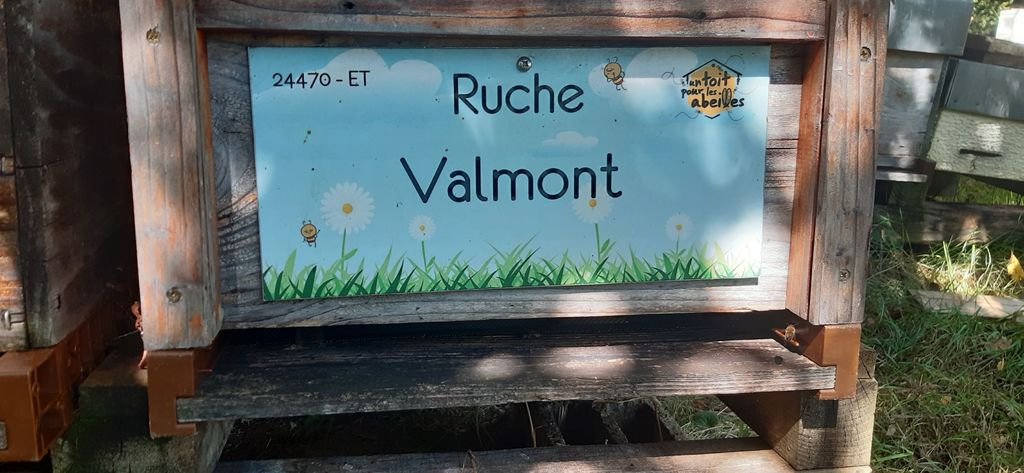 24470 - ET
Ruche
Valmont
un toit
pour les
abeilles